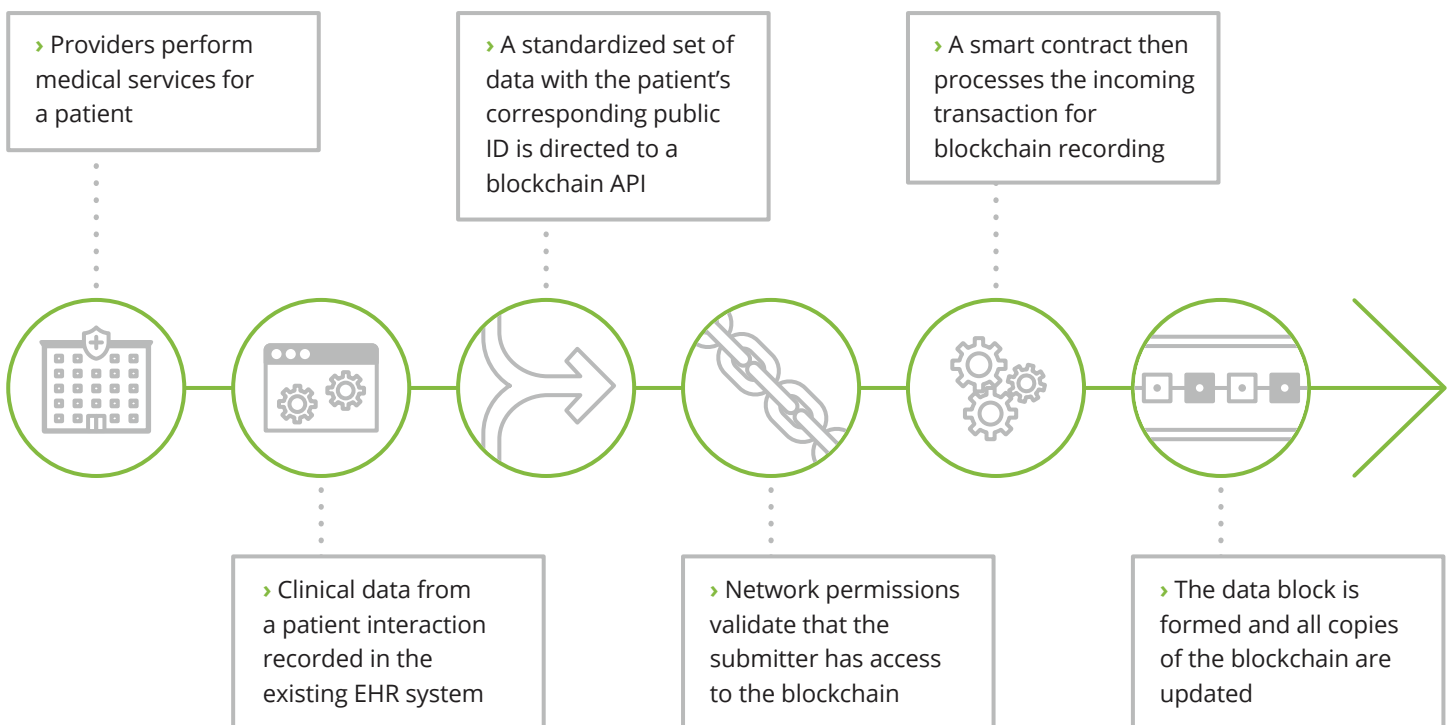 › Providers perform
medical services for
a patient
› Clinical data from
a patient interaction
recorded in the
existing EHR system
› A standardized set of
data with the patient’s
corresponding public
ID is directed to a
blockchain API
› Network permissions
validate that the
submitter has access
to the blockchain
› A smart contract then
processes the incoming
transaction for
blockchain recording
› The data block is
formed and all copies
of the blockchain are
updated